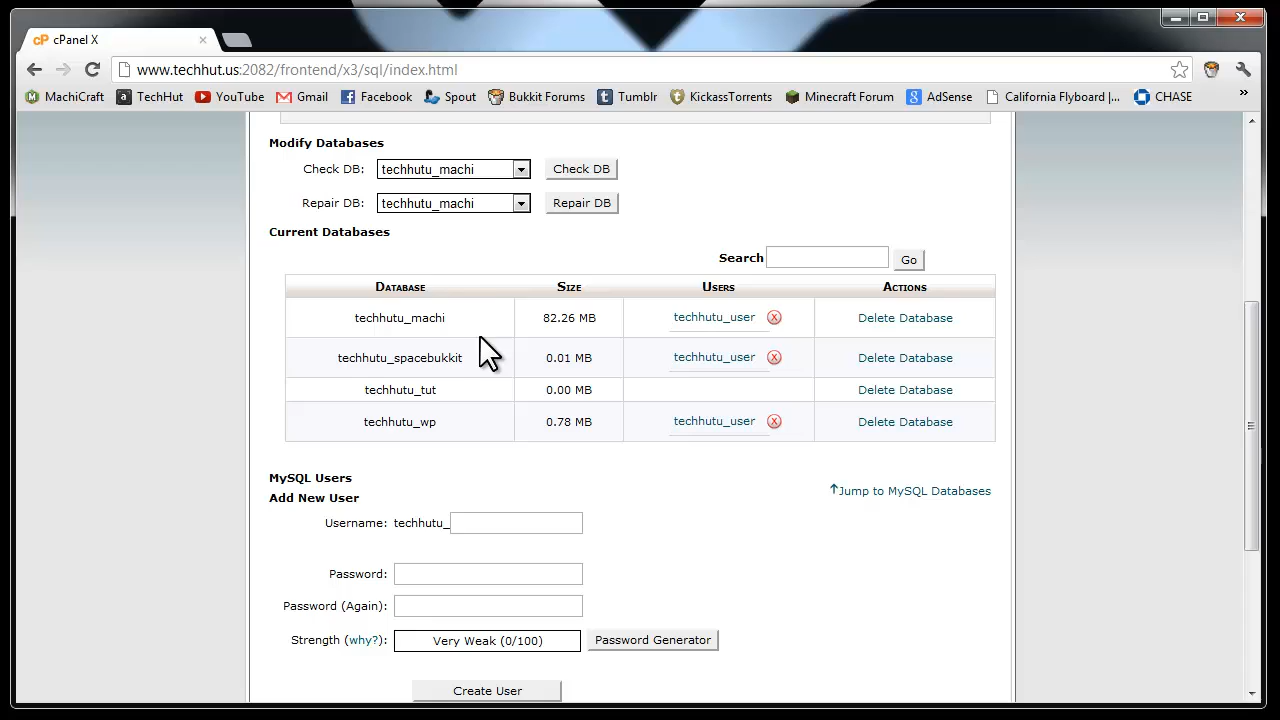 cPanel X
www.techhut.us:2082/frontend/x3/sql/index.html
MachiCraft TechHut YouTube Gmail Facebook Spout Bukkit Forums Tumblr KickassTorrents Minecraft Forum AdSense California Flyboard |... CHASE »
Modify Databases
Check DB: techhutu_machi Check DB
Repair DB: techhutu_machi Repair DB
Current Databases
Search Go
Database Size Users Actions
techhutu_machi 82.26 MB techhutu_user Delete Database
techhutu_spacebukkit 0.01 MB techhutu_user Delete Database
techhutu_tut 0.00 MB Delete Database
techhutu_wp 0.78 MB techhutu_user Delete Database
MySQL Users
Jump to MySQL Databases
Add New User
Username: techhutu_
Password:
Password (Again):
Strength (why?): Very Weak (0/100) Password Generator
Create User